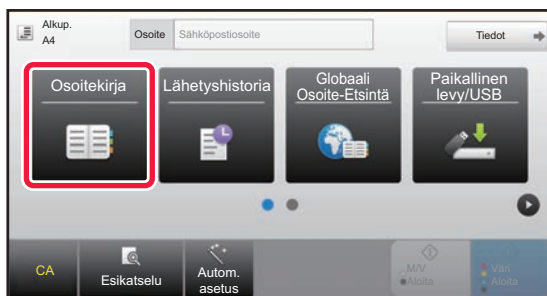 Alkup.
A4
Osoite
Sähköpostiosoite
Tiedot
Osoitekirja
Lähetyshistoria
Globaali
Osoite-Etsintä
Paikallinen
levy/USB
CA
Esikatselu
Autom.
asetus
M/V
Aloita
Väri
Aloita